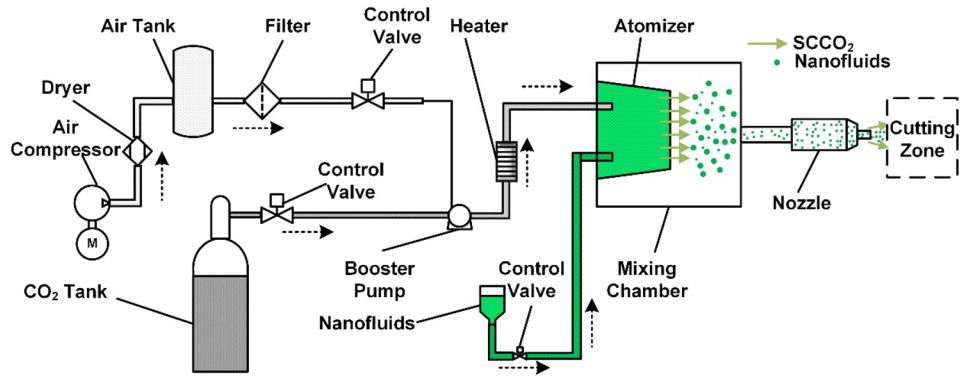 Air Tank
Filter
Control
Valve
Heater
Atomizer
SCCO₂
Nanofluids
Dryer
Air
Compressor
M
Control
Valve
Cutting
Zone
Nozzle
CO₂ Tank
Booster
Pump
Control
Valve
Mixing
Chamber
Nanofluids